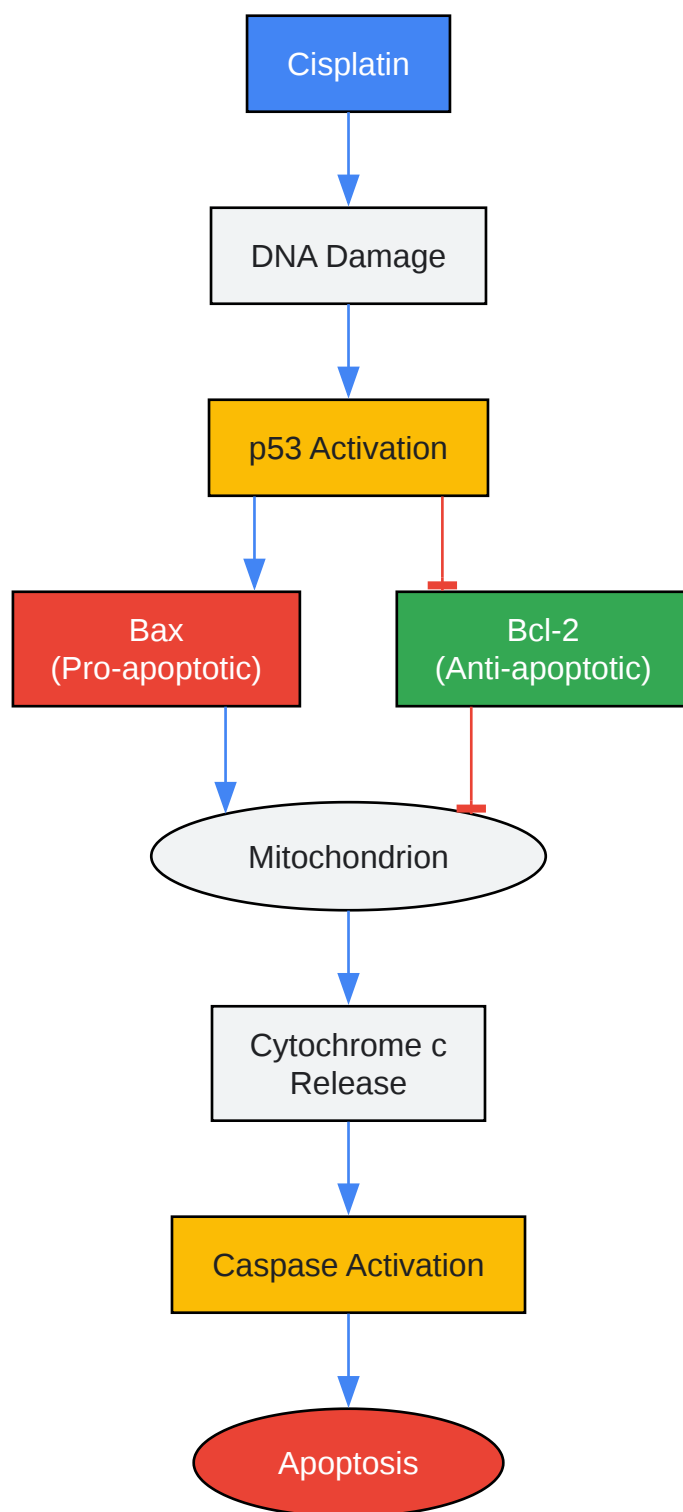 Cisplatin
DNA Damage
p53 Activation
Bax
(Pro-apoptotic)
Bcl-2
(Anti-apoptotic)
Mitochondrion
Cytochrome c
Release
Caspase Activation
Apoptosis